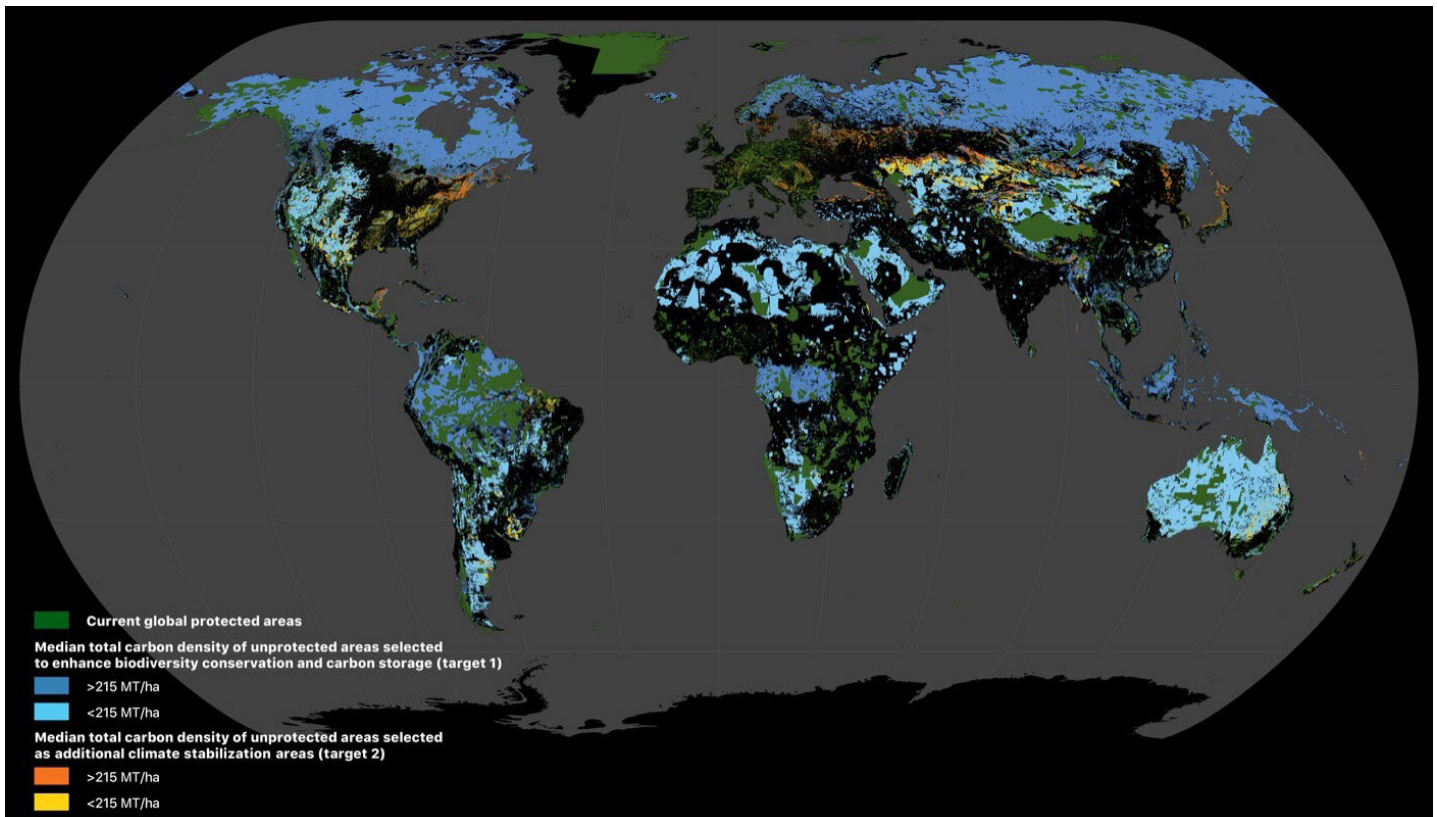 Current global protected areas
Median total carbon density of unprotected areas selected
to enhance biodiversity conservation and carbon storage (target 1)
>215 MT/ha
<215 MT/ha
Median total carbon density of unprotected areas selected
as additional climate stabilization areas (target 2)
>215 MT/ha
<215 MT/ha